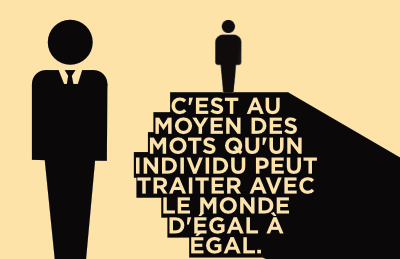 C'EST AU
MOYEN DES
MOTS QU'UN
INDIVIDU PEUT
TRAITER AVEC
LE MONDE
D'ÉGAL À
ÉGAL.